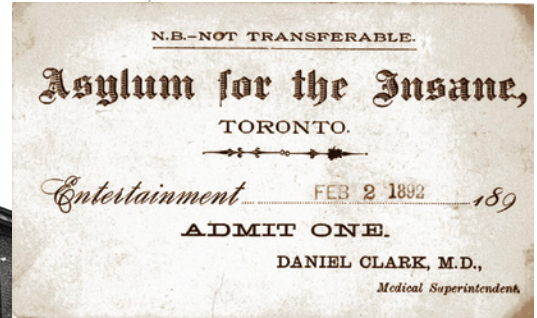 N.B.–NOT TRANSFERABLE.
Asylum for the Insane,
TORONTO.
Entertainment FEB 2 1892 189
ADMIT ONE.
DANIEL CLARK, M.D.,
Medical Superintendent.